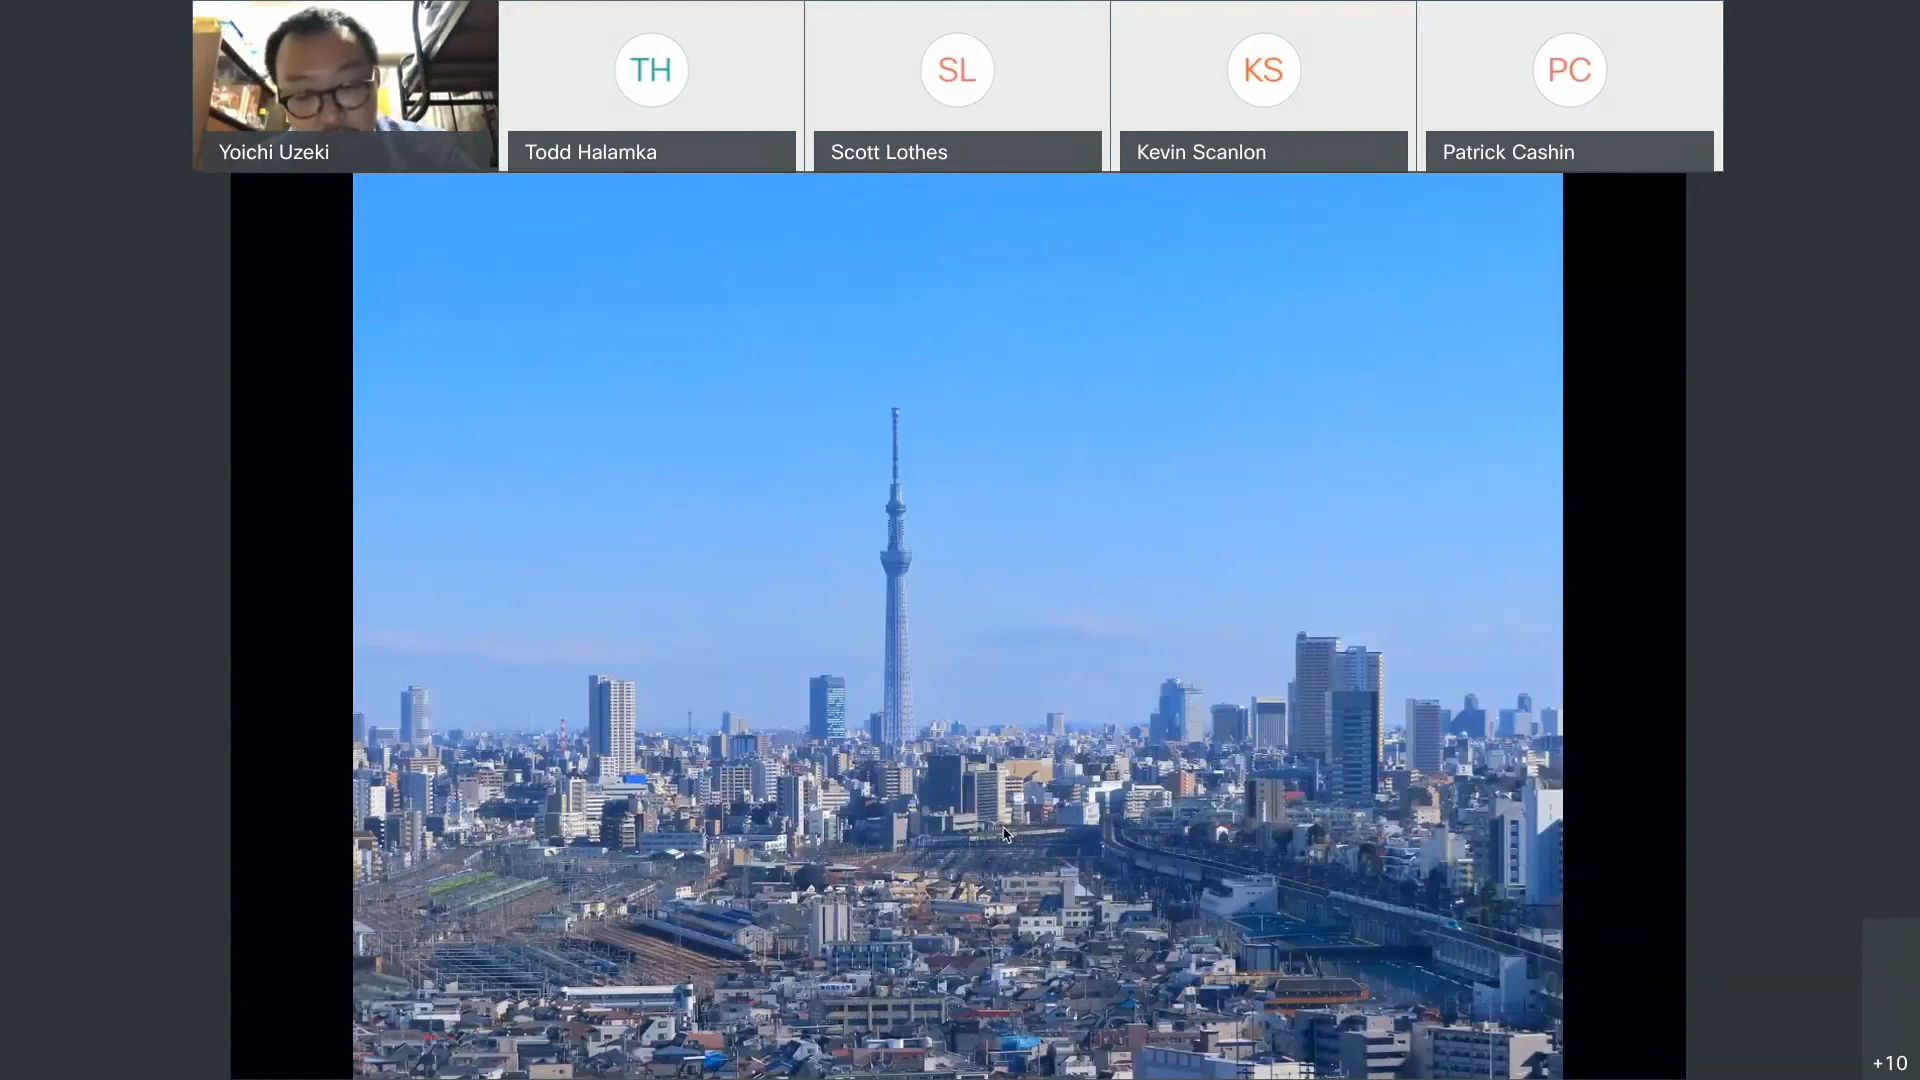 TH
SL
KS
PC
Yoichi Uzeki
Todd Halamka
Scott Lothes
Kevin Scanlon
Patrick Cashin
+10